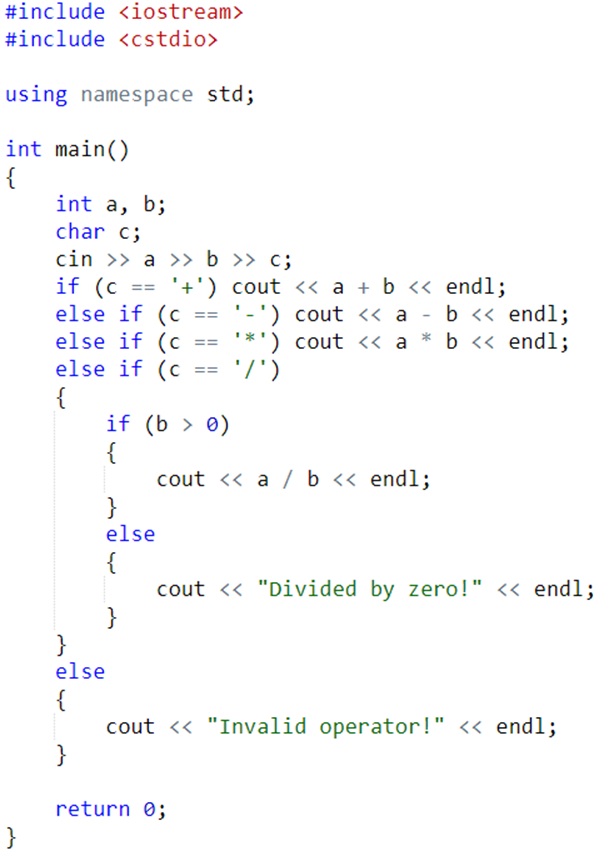 #include <iostream>
#include <cstdio>
using namespace std;
int main()
{
int a, b;
char c;
cin >> a >> b >> c;
if (c == '+') cout << a + b << endl;
else if (c == '-') cout << a - b << endl;
else if (c == '*') cout << a * b << endl;
else if (c == '/')
{
if (b > 0)
{
cout << a / b << endl;
}
else
{
cout << "Divided by zero!" << endl;
}
}
else
{
cout << "Invalid operator!" << endl;
}
return 0;
}